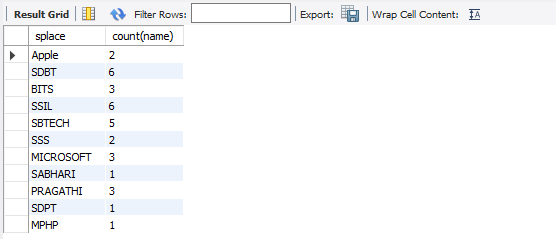 Result Grid Filter Rows: Export: Wrap Cell Content: IA
splace count(name)
Apple 2
SDBT 6
BITS 3
SSIL 6
SBTECH 5
SSS 2
MICROSOFT 3
SABHARI 1
PRAGATHI 3
SDPT 1
MPHP 1